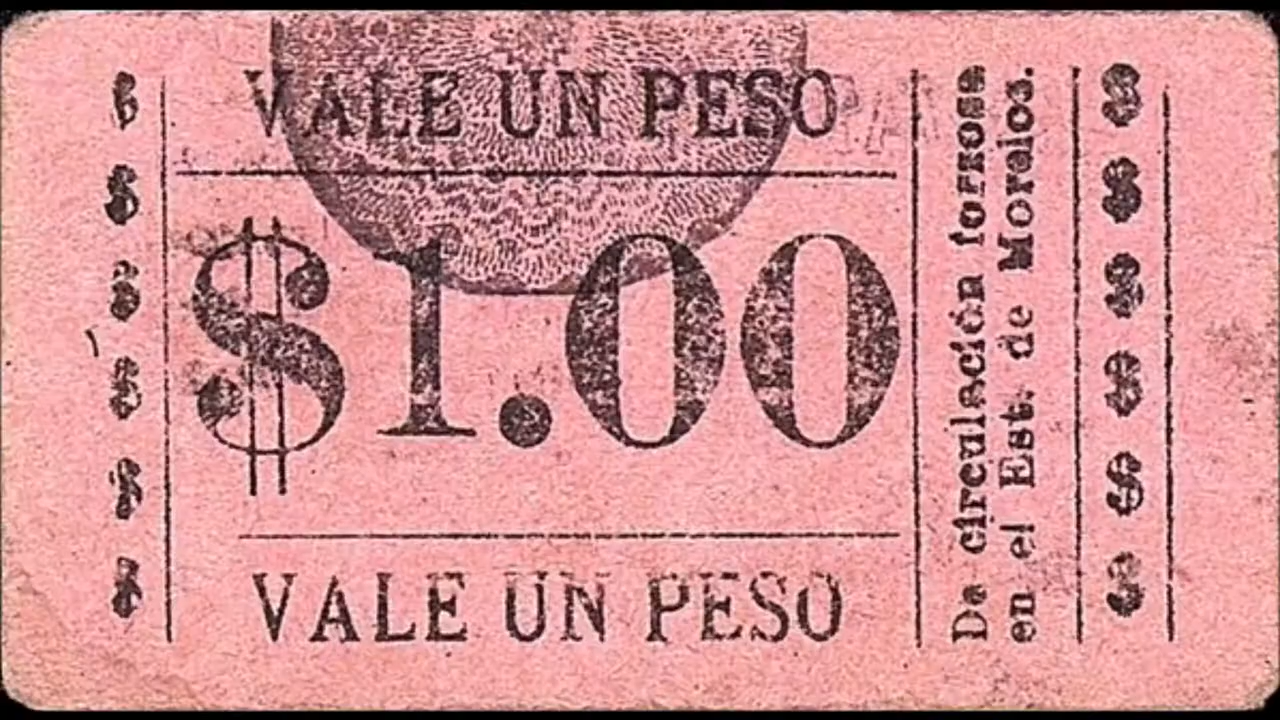 VALE UN PESO
$1.00
VALE UN PESO
De circulación forzosa
en el Est. de Morelos.
$ $ $ $ $ $
$ $ $ $ $ $